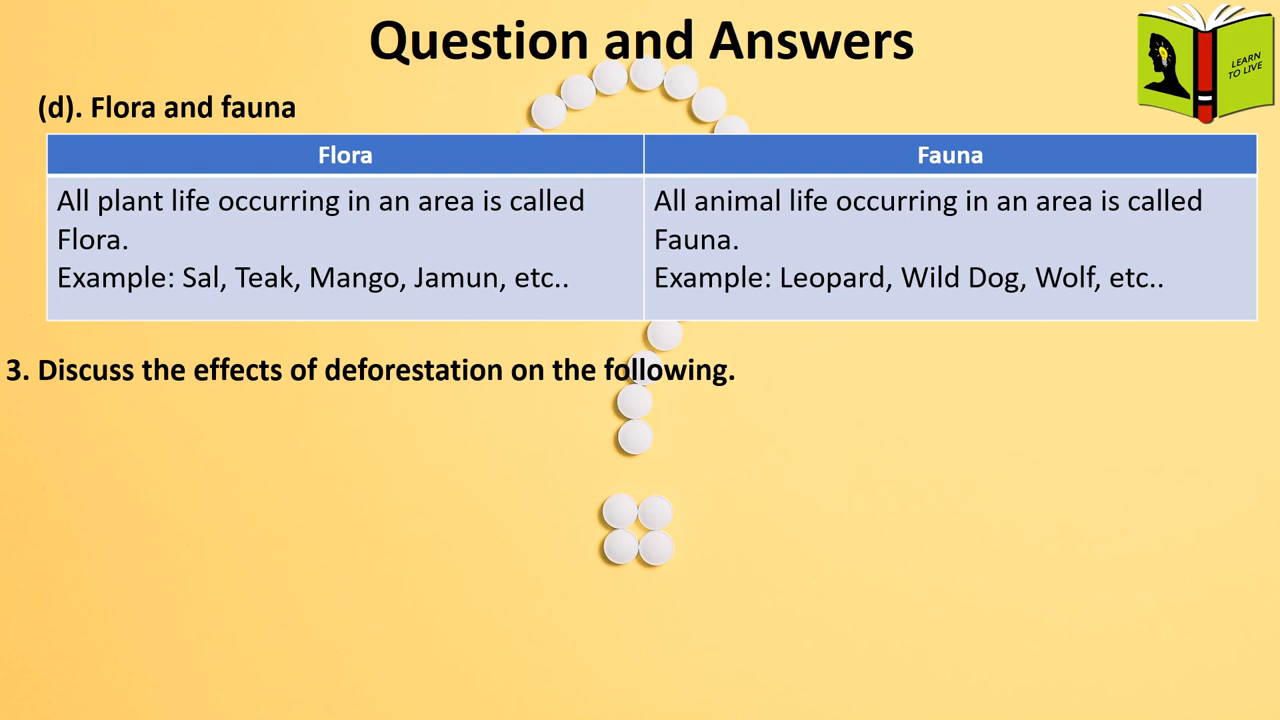 Question and Answers
LEARN
TO LIVE
(d). Flora and fauna
Flora
Fauna
All plant life occurring in an area is called
Flora.
Example: Sal, Teak, Mango, Jamun, etc..
All animal life occurring in an area is called
Fauna.
Example: Leopard, Wild Dog, Wolf, etc..
3. Discuss the effects of deforestation on the following.